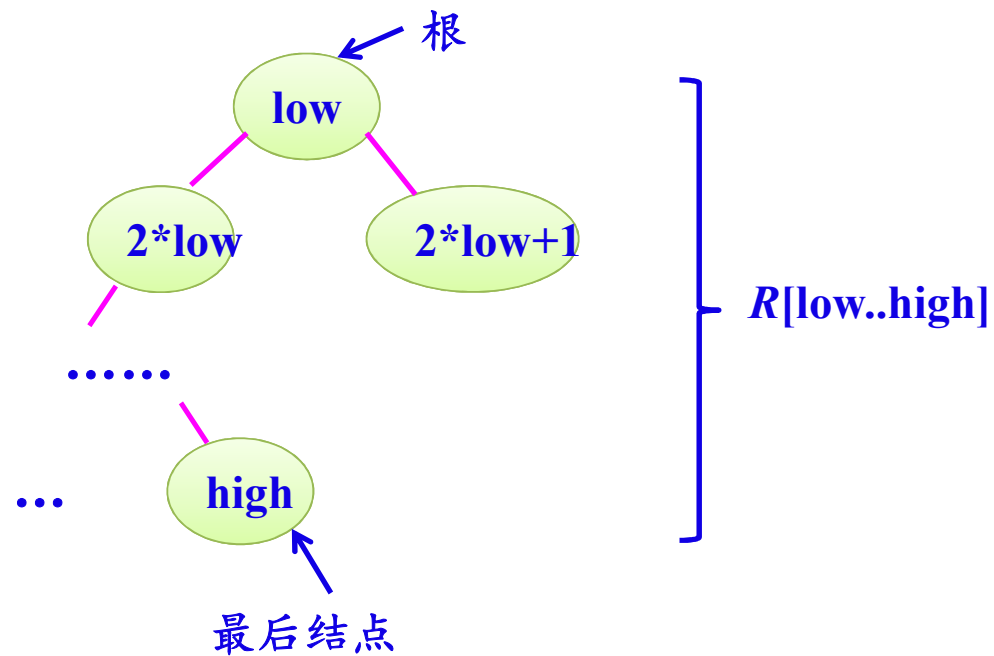 根
low
2*low
2*low+1
R[low..high]
……
…
high
最后结点